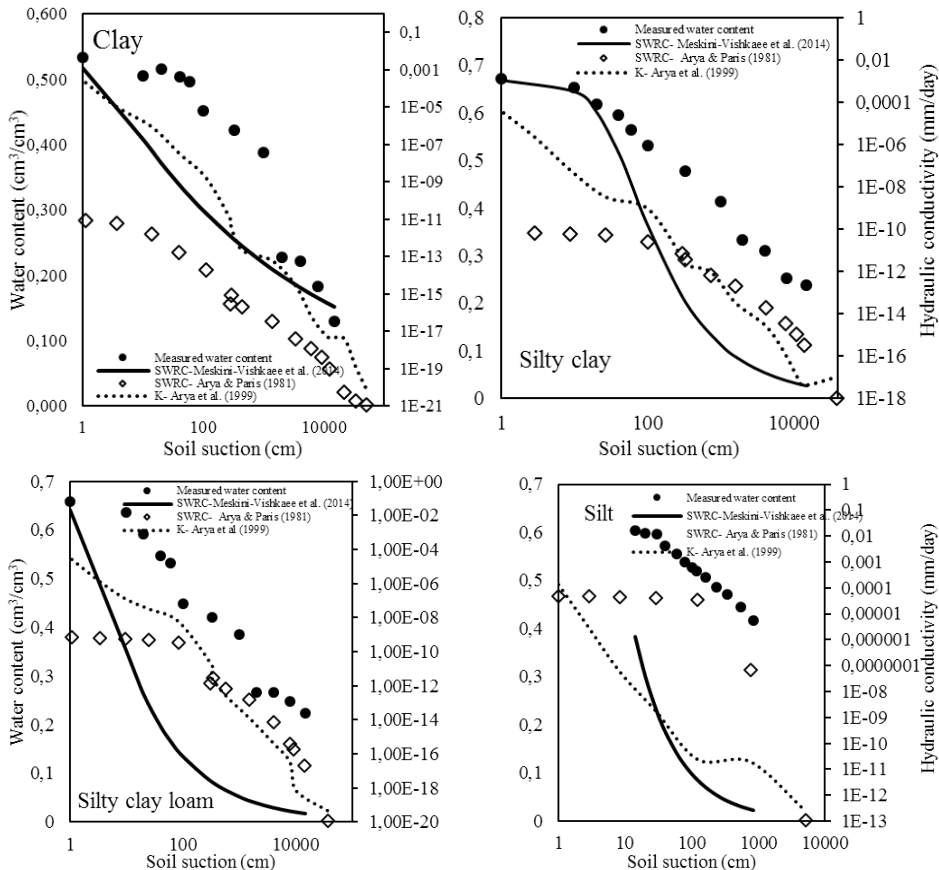 Clay
Water content (cm³/cm³)
0,600
0,500
0,400
0,300
0,200
0,100
0,000
0,1
0,001
1E-05
1E-07
1E-09
1E-11
1E-13
1E-15
1E-17
1E-19
1E-21
Measured water content
SWRC-Meskini-Vishkaee et al. (2014)
SWRC- Arya & Paris (1981)
K- Arya et al. (1999)
1 100 10000
Soil suction (cm)
Silty clay
0,8
0,7
0,6
0,5
0,4
0,3
0,2
0,1
0
Measured water content
SWRC- Meskini-Vishkaee et al. (2014)
SWRC- Arya & Paris (1981)
K- Arya et al. (1999)
1
0,01
0,0001
1E-06
1E-08
1E-10
1E-12
1E-14
1E-16
1E-18
Hydraulic conductivity (mm/day)
1 100 10000
Soil suction (cm)
Water content (cm³/cm³)
0,7
0,6
0,5
0,4
0,3
0,2
0,1
0
Measured water content
SWRC-Meskini-Vishkaee et al. (2014)
SWRC- Arya & Paris (1981)
K- Arya et al (1999)
1,00E+00
1,00E-02
1,00E-04
1,00E-06
1,00E-08
1,00E-10
1,00E-12
1,00E-14
1,00E-16
1,00E-18
1,00E-20
Silty clay loam
1 100 10000
Soil suction (cm)
Silt
0,7
0,6
0,5
0,4
0,3
0,2
0,1
0
Measured water content
SWRC-Meskini-Vishkaee et al. (2014)
SWRC- Arya & Paris (1981)
K- Arya et al. (1999)
1
0,1
0,01
0,001
0,0001
0,00001
0,000001
0,0000001
1E-08
1E-09
1E-10
1E-11
1E-12
1E-13
Hydraulic conductivity (mm/day)
1 10 100 1000 10000
Soil suction (cm)